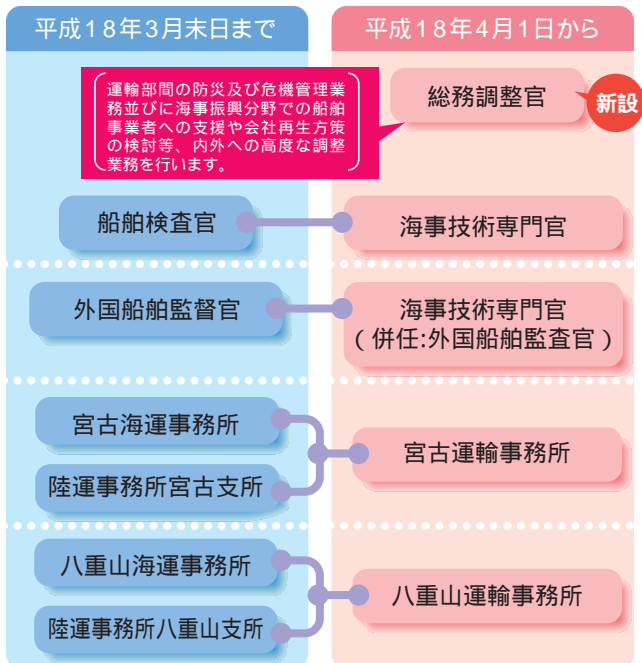 平成18年3月末日まで
平成18年4月1日から
運輸部間の防災及び危機管理業
務並びに海事振興分野での船舶
事業者への支援や会社再生方策
の検討等、内外への高度な調整
業務を行います。
総務調整官
新設
船舶検査官
海事技術専門官
外国船舶監督官
海事技術専門官
(併任:外国船舶監査官)
宮古海運事務所
陸運事務所宮古支所
宮古運輸事務所
八重山海運事務所
陸運事務所八重山支所
八重山運輸事務所